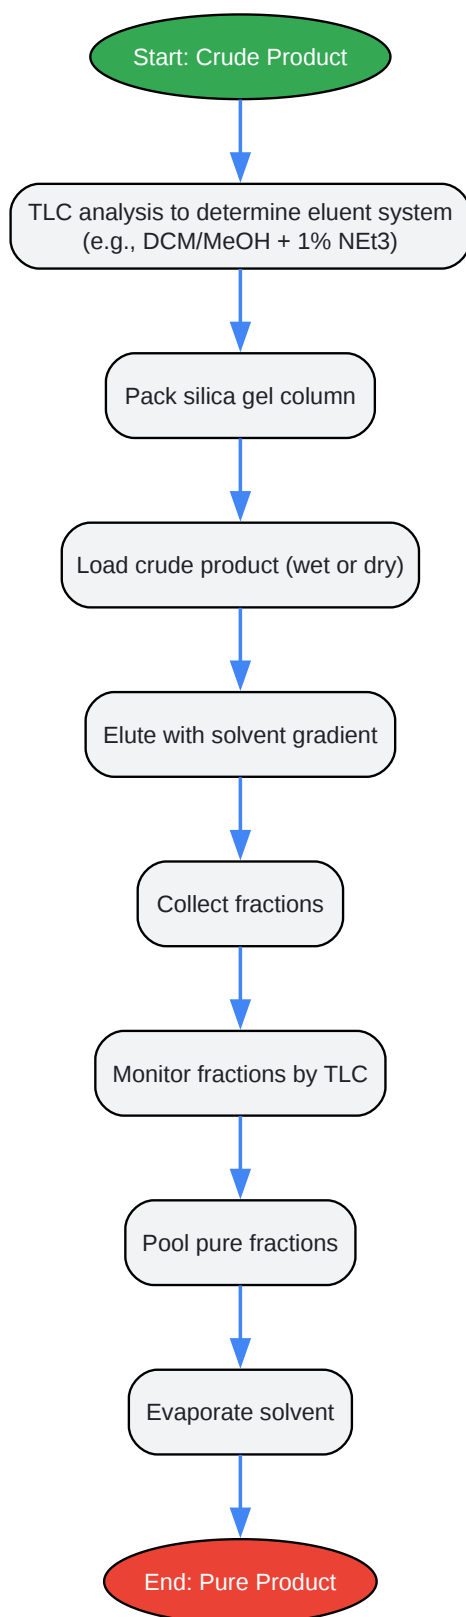 Start: Crude Product
TLC analysis to determine eluent system
(e.g., DCM/MeOH + 1% NEt3)
Pack silica gel column
Load crude product (wet or dry)
Elute with solvent gradient
Collect fractions
Monitor fractions by TLC
Pool pure fractions
Evaporate solvent
End: Pure Product